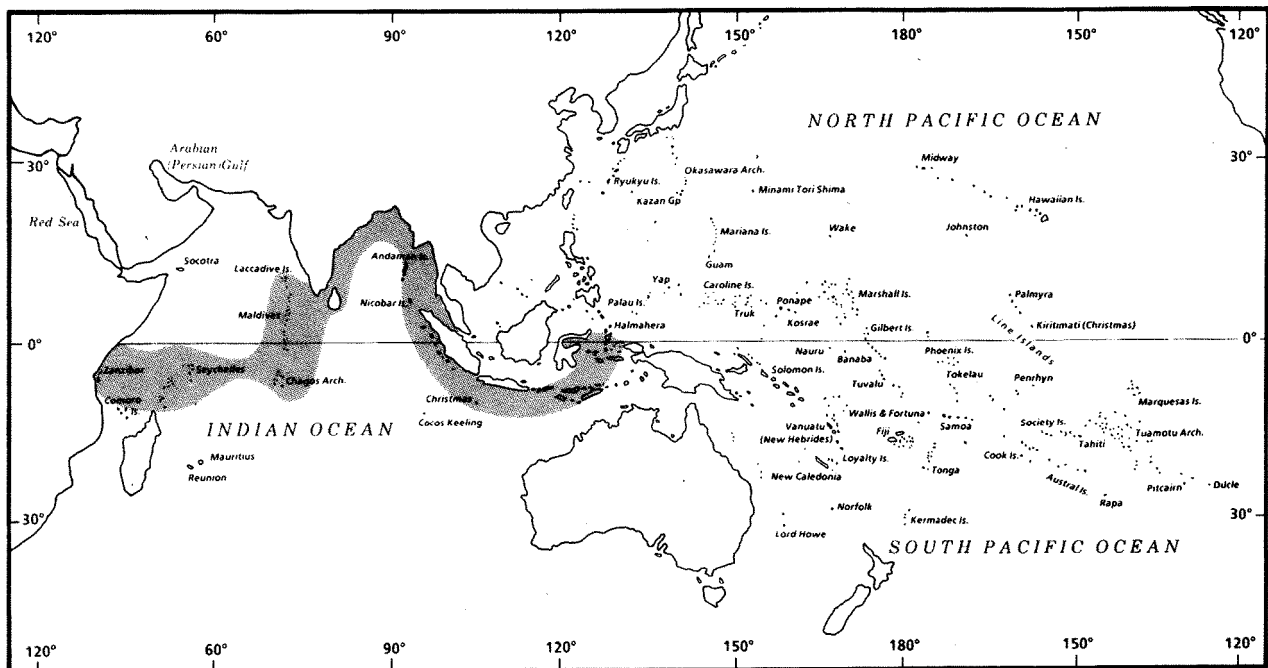 120° 60° 90° 120° 150° 180° 150° 120°
NORTH PACIFIC OCEAN
Arabian
(Persian) Gulf
30°
30°
Midway
Ryukyu Is.
Okasawara Arch.
Kazan Gp
Minami Tori Shima
Hawaiian Is.
Red Sea
Mariana Is.
Wake
Johnston
Socotra
Laccadive Is.
Andaman Is.
Guam
Yap
Caroline Is.
Marshall Is.
Palmyra
Maldives
Nicobar Is.
Palau Is.
Truk
Ponape
Kosrae
Halmahera
Gilbert Is.
Kiritimati (Christmas)
Line Islands
0°
0°
Nauru
Banaba
Phoenix Is.
Zanzibar
Seychelles
Chagos Arch.
Solomon Is.
Tuvalu
Tokelau
Penrhyn
Comoro
Is.
Christmas
Cocos Keeling
Marquesas Is.
Wallis & Fortuna
INDIAN OCEAN
Vanuatu
(New Hebrides)
Fiji
Samoa
Society Is.
Tahiti
Tuamotu Arch.
Mauritius
Reunion
Loyalty Is.
Tonga
Cook Is.
New Caledonia
Austral Is.
Rapa
Pitcairn
Ducie
30°
30°
Norfolk
Kermadec Is.
Lord Howe
SOUTH PACIFIC OCEAN
120° 60° 90° 120° 150° 180° 150° 120°